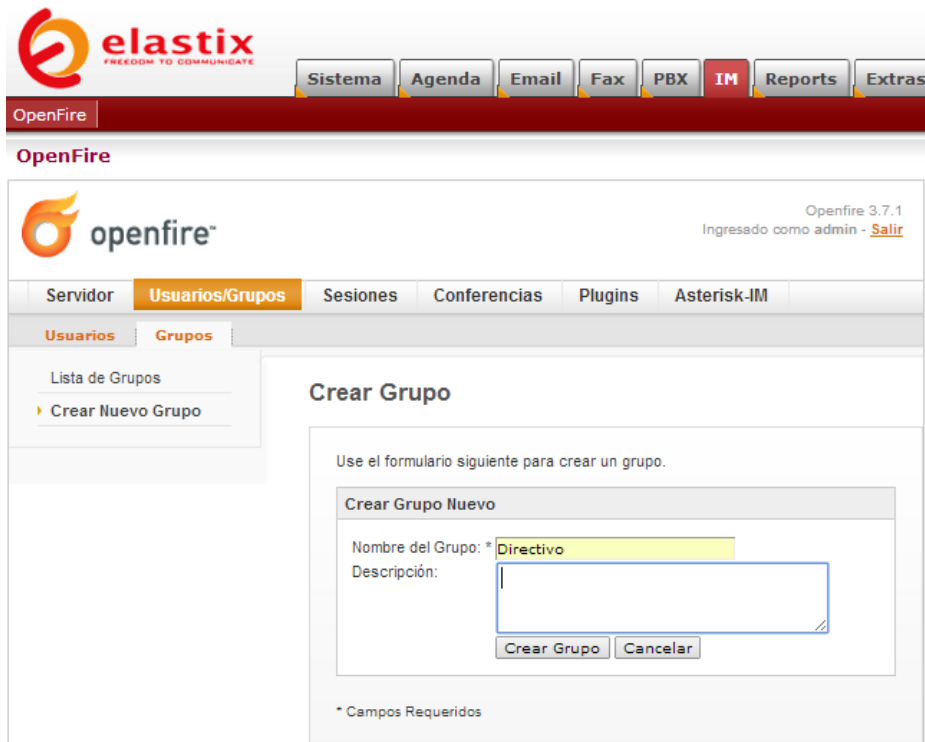 elastix
FREEDOM TO COMMUNICATE
Sistema Agenda Email Fax PBX IM Reports Extras
OpenFire
OpenFire
openfire™
Openfire 3.7.1
Ingresado como admin - Salir
Servidor Usuarios/Grupos Sesiones Conferencias Plugins Asterisk-IM
Usuarios Grupos
Lista de Grupos
Crear Nuevo Grupo
Crear Grupo
Use el formulario siguiente para crear un grupo.
Crear Grupo Nuevo
Nombre del Grupo: * Directivo
Descripción:
Crear Grupo Cancelar
* Campos Requeridos